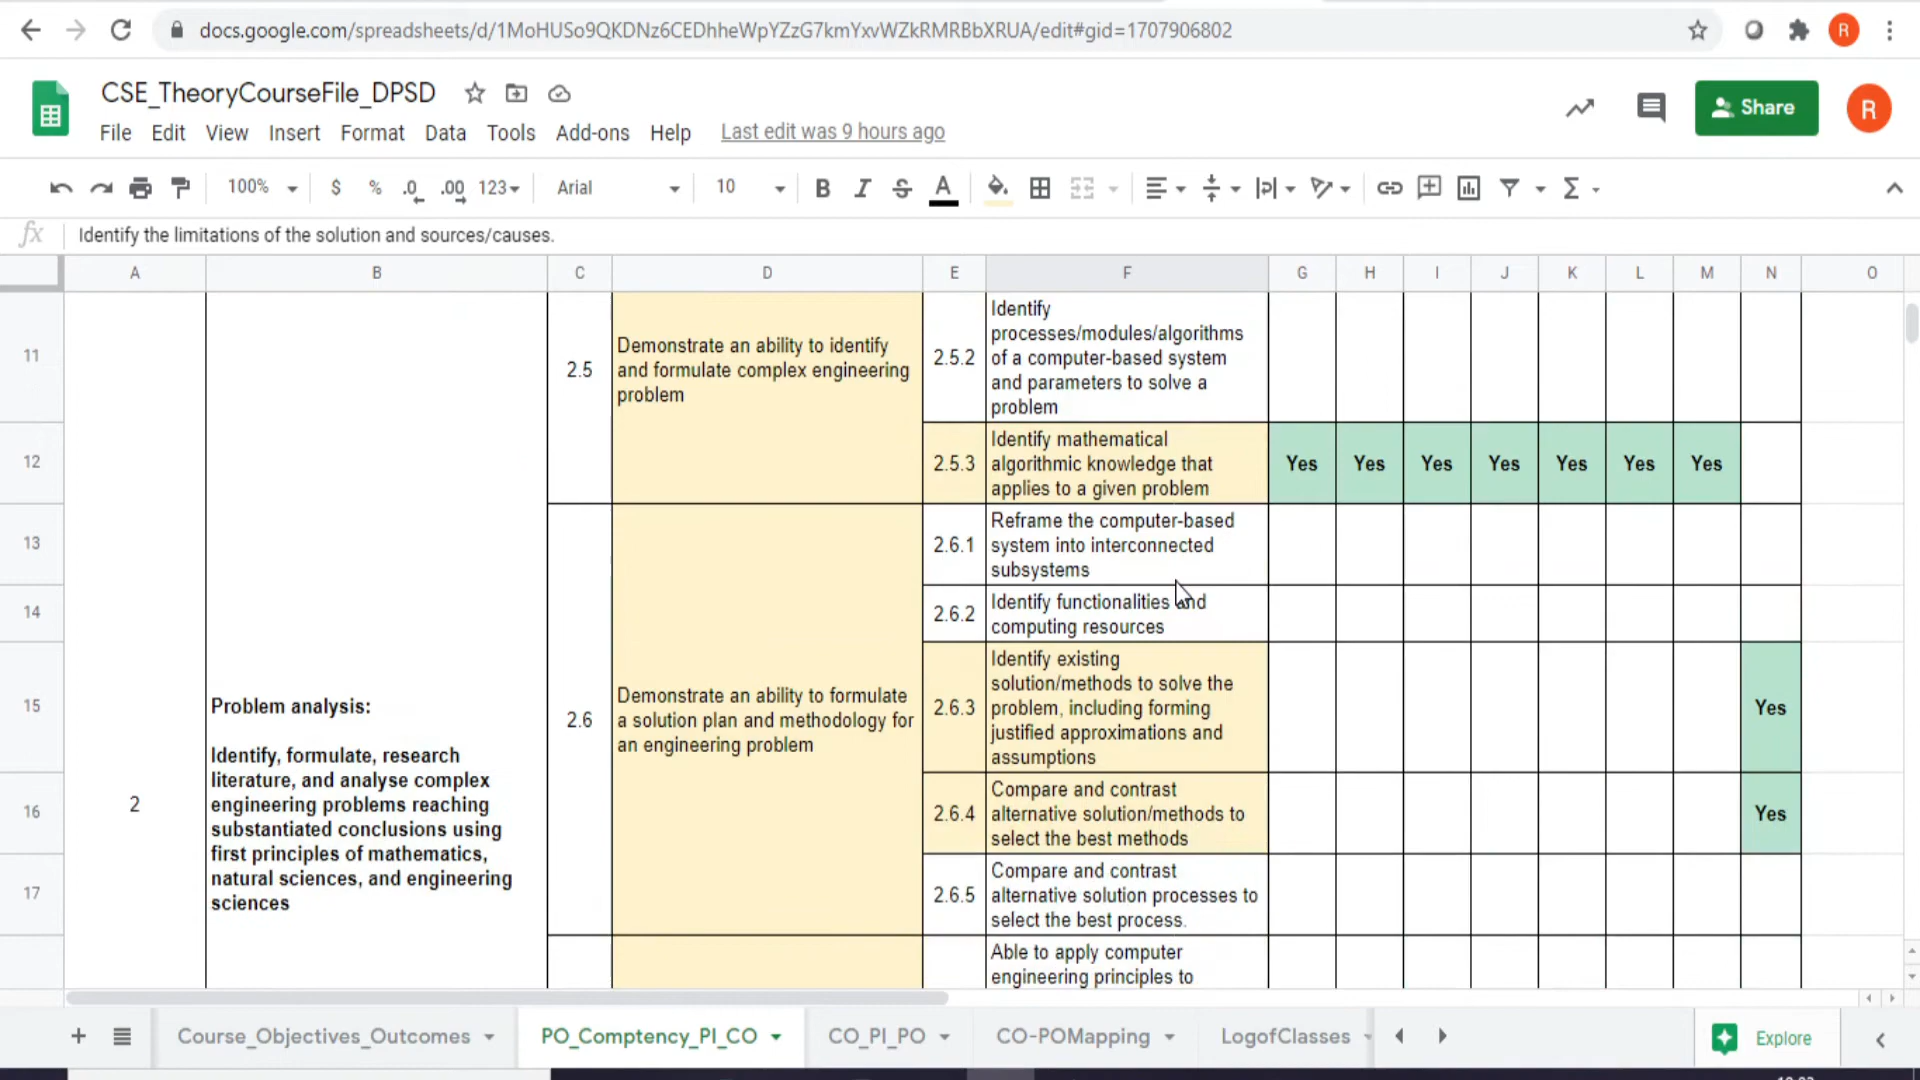 docs.google.com/spreadsheets/d/1MoHUSo9QKDNz6CEDhheWpYZzG7kmYxvWZkRMRBbXRUA/edit#gid=1707906802
R
CSE_TheoryCourseFile_DPSD
Share
R
File Edit View Insert Format Data Tools Add-ons Help Last edit was 9 hours ago
100% $ % .0 .00 123 Arial 10 B I S A
fx Identify the limitations of the solution and sources/causes.
A B C D E F G H I J K L M N O
11
2.5
Demonstrate an ability to identify
and formulate complex engineering
problem
2.5.2
Identify
processes/modules/algorithms
of a computer-based system
and parameters to solve a
problem
12
2.5.3
Identify mathematical
algorithmic knowledge that
applies to a given problem
Yes Yes Yes Yes Yes Yes Yes
13
2.6.1
Reframe the computer-based
system into interconnected
subsystems
14
2.6.2
Identify functionalities and
computing resources
15
2.6
Demonstrate an ability to formulate
a solution plan and methodology for
an engineering problem
2.6.3
Identify existing
solution/methods to solve the
problem, including forming
justified approximations and
assumptions
Yes
2
Problem analysis:
Identify, formulate, research
literature, and analyse complex
engineering problems reaching
substantiated conclusions using
first principles of mathematics,
natural sciences, and engineering
sciences
16
2.6.4
Compare and contrast
alternative solution/methods to
select the best methods
Yes
17
2.6.5
Compare and contrast
alternative solution processes to
select the best process.
Able to apply computer
engineering principles to
Course_Objectives_Outcomes PO_Comptency_PI_CO CO_PI_PO CO-POMapping LogofClasses Explore